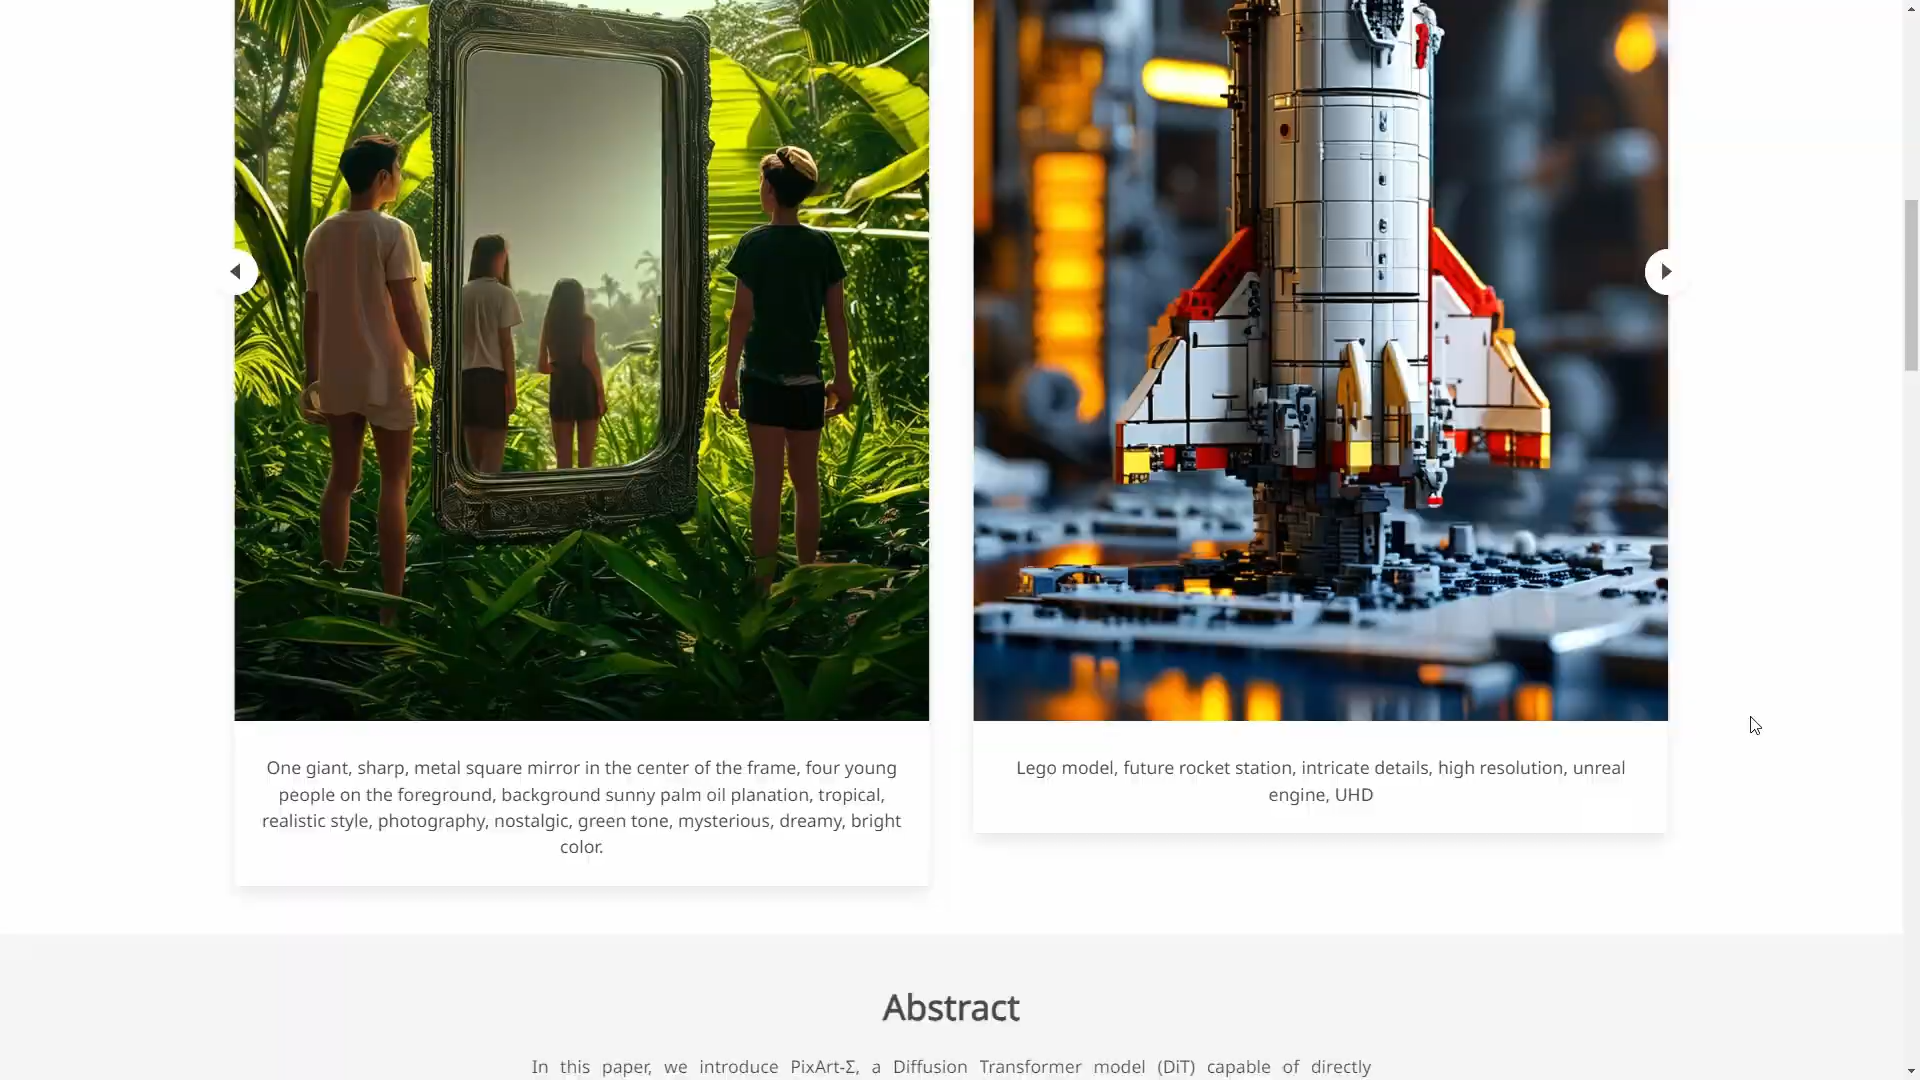 One giant, sharp, metal square mirror in the center of the frame, four young
people on the foreground, background sunny palm oil planation, tropical,
realistic style, photography, nostalgic, green tone, mysterious, dreamy, bright
color.
Lego model, future rocket station, intricate details, high resolution, unreal
engine, UHD
Abstract
In this paper, we introduce PixArt-Σ, a Diffusion Transformer model (DiT) capable of directly